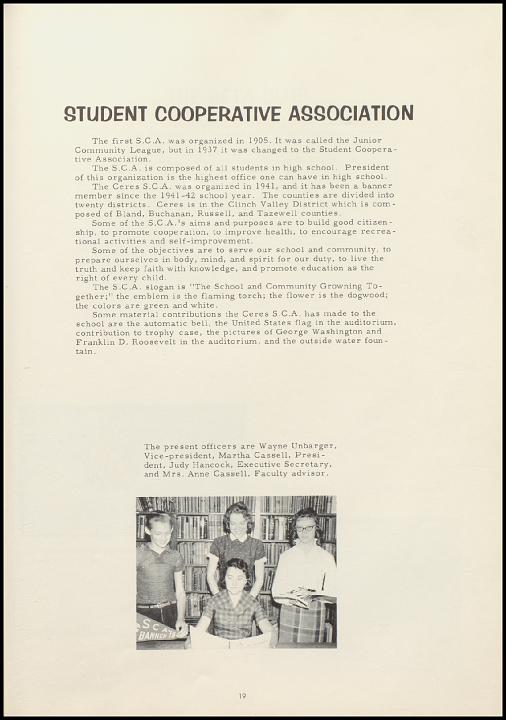 STUDENT COOPERATIVE ASSOCIATION
The first S.C.A. was organized in 1905. It was called the Junior
Community League, but in 1937 it was changed to the Student Coopera-
tive Association.
The S.C.A. is composed of all students in high school. President
of this organization is the highest office one can have in high school.
The Ceres S.C.A. was organized in 1941, and it has been a banner
member since the 1941-42 school year. The counties are divided into
twenty districts. Ceres is in the Clinch Valley District which is com-
posed of Bland, Buchanan, Russell, and Tazewell counties.
Some of the S.C.A.'s aims and purposes are to build good citizen-
ship, to promote cooperation, to improve health, to encourage recrea-
tional activities and self-improvement.
Some of the objectives are to serve our school and community, to
prepare ourselves in body, mind, and spirit for our duty, to live the
truth and keep faith with knowledge, and promote education as the
right of every child.
The S.C.A. slogan is "The School and Community Growning To-
gether;" the emblem is the flaming torch; the flower is the dogwood;
the colors are green and white.
Some material contributions the Ceres S.C.A. has made to the
school are the automatic bell, the United States flag in the auditorium,
contribution to trophy case, the pictures of George Washington and
Franklin D. Roosevelt in the auditorium, and the outside water foun-
tain.
The present officers are Wayne Unbarger,
Vice-president, Martha Cassell, Presi-
dent, Judy Hancock, Executive Secretary,
and Mrs. Anne Cassell, Faculty advisor.
SCA
BANNER
19